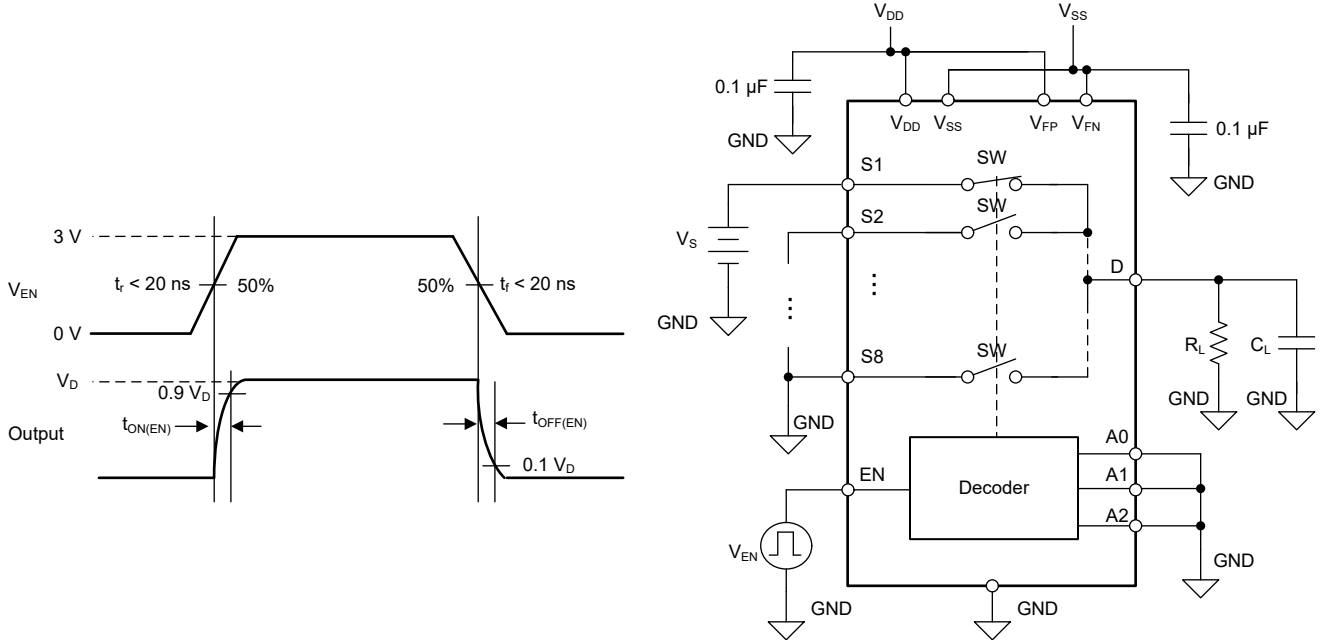 3 V
V_EN
t_r < 20 ns
50%
50%
t_f < 20 ns
0 V
V_D
0.9 V_D
Output
t_ON(EN)
t_OFF(EN)
0.1 V_D
V_DD
V_SS
0.1 µF
GND
V_DD
V_SS
V_FP
V_FN
0.1 µF
GND
S1
SW
S2
SW
V_S
GND
...
...
D
S8
SW
GND
R_L
C_L
GND
GND
EN
Decoder
A0
A1
A2
V_EN
GND
GND
GND